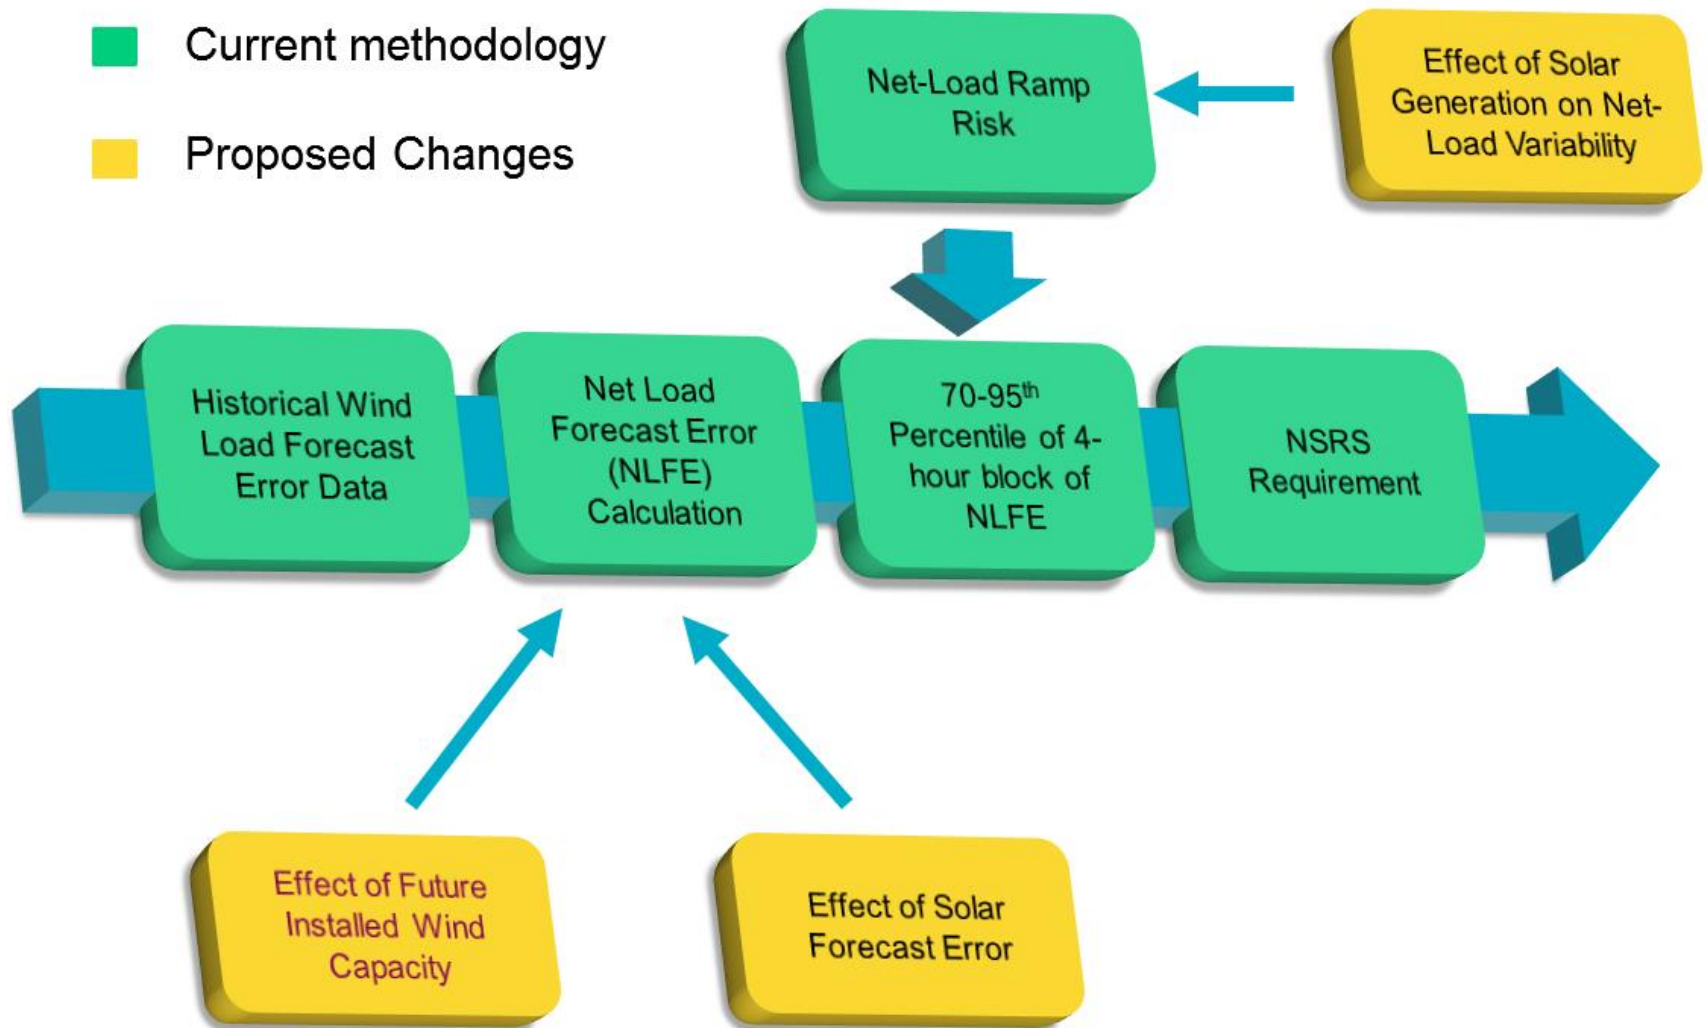 Current methodology
Proposed Changes
Net-Load Ramp
Risk
Effect of Solar
Generation on Net-
Load Variability
Historical Wind
Load Forecast
Error Data
Net Load
Forecast Error
(NLFE)
Calculation
70-95th
Percentile of 4-
hour block of
NLFE
NSRS
Requirement
Effect of Future
Installed Wind
Capacity
Effect of Solar
Forecast Error